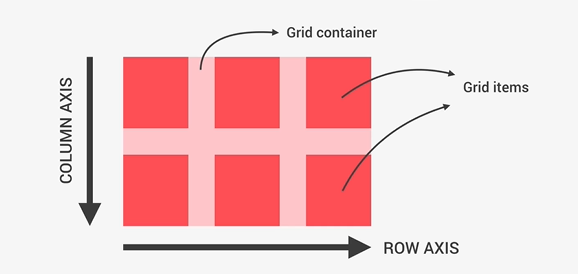 Grid container
Grid items
COLUMN AXIS
ROW AXIS